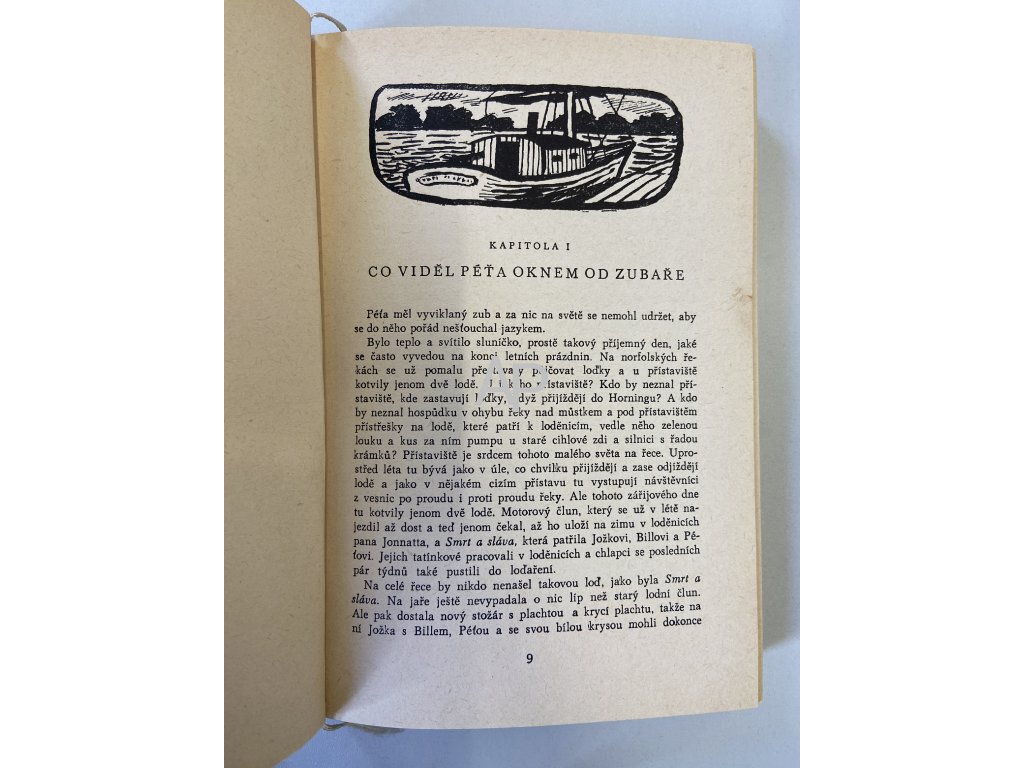 KAPITOLA I
CO VIDĚL PÉŤA OKNEM OD ZUBAŘE
Péťa měl vyviklaný zub a za nic na světě se nemohl udržet, aby
se do něho pořád nešťouchal jazykem.
Bylo teplo a svítilo sluníčko, prostě takový příjemný den, jaké
se často vyvedou na konci letních prázdnin. Na norfolských ře-
kách se už pomalu přestávaly půjčovat loďky a u přístaviště
kotvily jenom dvě lodě. U jakého přístaviště? Kdo by neznal pří-
staviště, kde zastavují loďky, když přijíždějí do Horningu? A kdo
by neznal hospůdku v ohybu řeky nad můstkem a pod přístavištěm
přístřešky na lodě, které patří k loděnicím, vedle něho zelenou
louku a kus za ním pumpu u staré cihlové zdi a silnici s řadou
krámků? Přístaviště je srdcem tohoto malého světa na řece. Upro-
střed léta tu bývá jako v úle, co chvilku přijíždějí a zase odjíždějí
lodě a jako v nějakém cizím přístavu tu vystupují návštěvníci
z vesnic po proudu i proti proudu řeky. Ale tohoto zářijového dne
tu kotvily jenom dvě lodě. Motorový člun, který se už v létě na-
jezdil až dost a teď jenom čekal, až ho uloží na zimu v loděnicích
pana Jonnatta, a Smrt a sláva, která patřila Jožkovi, Billovi a Pé-
ťovi. Jejich tatínkové pracovali v loděnicích a chlapci se posledních
pár týdnů také pustili do loďaření.
Na celé řece by nikdo nenašel takovou loď, jako byla Smrt a
sláva. Na jaře ještě nevypadala o nic líp než starý lodní člun.
Ale pak dostala nový stožár s plachtou a krycí plachtu, takže na
ní Jožka s Billem, Péťou a se svou bílou krysou mohli dokonce
9